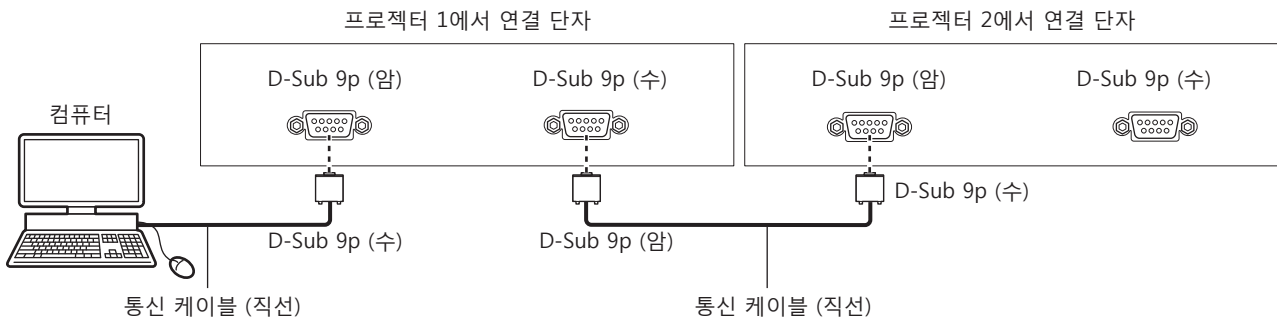 프로젝터 1에서 연결 단자
프로젝터 2에서 연결 단자
D-Sub 9p (암)
D-Sub 9p (수)
D-Sub 9p (암)
D-Sub 9p (수)
컴퓨터
D-Sub 9p (수)
D-Sub 9p (수)
D-Sub 9p (암)
통신 케이블 (직선)
통신 케이블 (직선)